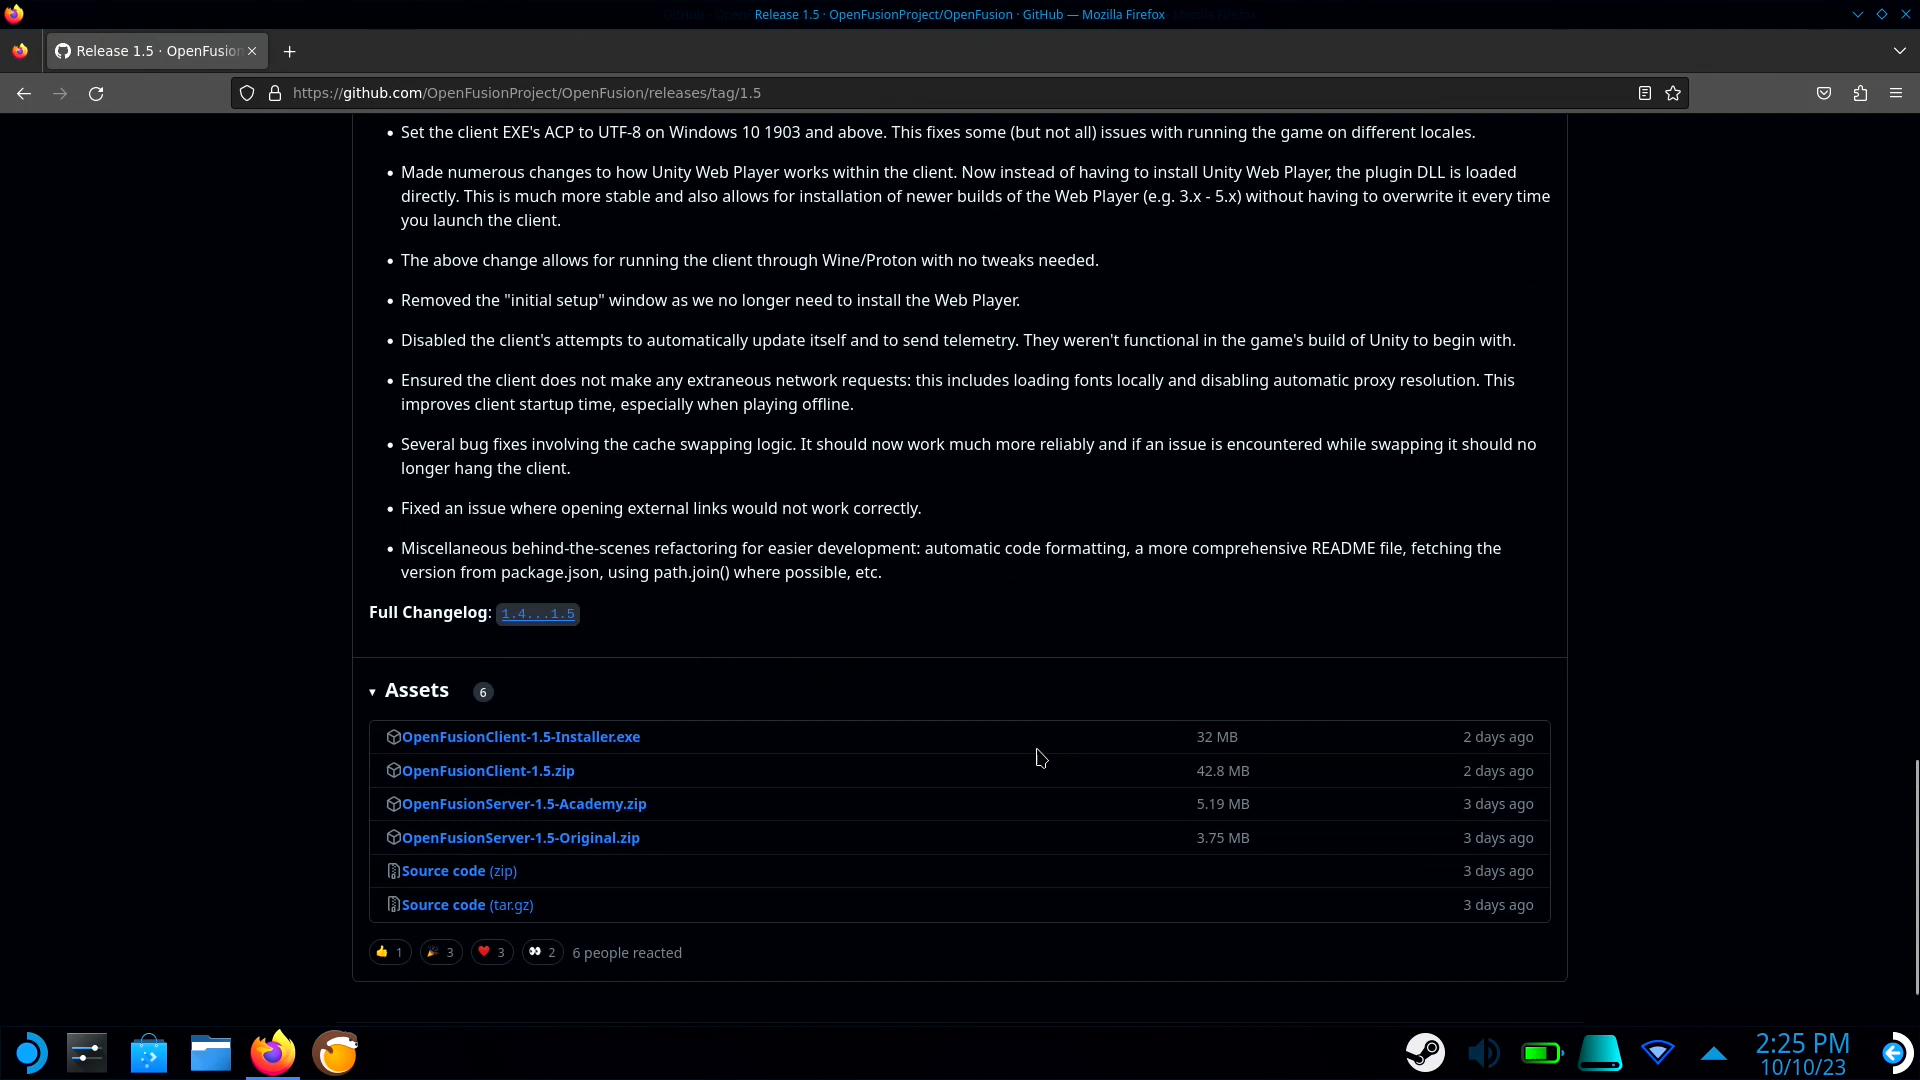 Release 1.5 · OpenFusionProject/OpenFusion · GitHub — Mozilla Firefox
Release 1.5 · OpenFusion
https://github.com/OpenFusionProject/OpenFusion/releases/tag/1.5
• Set the client EXE's ACP to UTF-8 on Windows 10 1903 and above. This fixes some (but not all) issues with running the game on different locales.
• Made numerous changes to how Unity Web Player works within the client. Now instead of having to install Unity Web Player, the plugin DLL is loaded
directly. This is much more stable and also allows for installation of newer builds of the Web Player (e.g. 3.x - 5.x) without having to overwrite it every time
you launch the client.
• The above change allows for running the client through Wine/Proton with no tweaks needed.
• Removed the "initial setup" window as we no longer need to install the Web Player.
• Disabled the client's attempts to automatically update itself and to send telemetry. They weren't functional in the game's build of Unity to begin with.
• Ensured the client does not make any extraneous network requests: this includes loading fonts locally and disabling automatic proxy resolution. This
improves client startup time, especially when playing offline.
• Several bug fixes involving the cache swapping logic. It should now work much more reliably and if an issue is encountered while swapping it should no
longer hang the client.
• Fixed an issue where opening external links would not work correctly.
• Miscellaneous behind-the-scenes refactoring for easier development: automatic code formatting, a more comprehensive README file, fetching the
version from package.json, using path.join() where possible, etc.
Full Changelog: 1.4...1.5
Assets 6
OpenFusionClient-1.5-Installer.exe 32 MB 2 days ago
OpenFusionClient-1.5.zip 42.8 MB 2 days ago
OpenFusionServer-1.5-Academy.zip 5.19 MB 3 days ago
OpenFusionServer-1.5-Original.zip 3.75 MB 3 days ago
Source code (zip) 3 days ago
Source code (tar.gz) 3 days ago
👍 1 🎉 3 ❤️ 3 👀 2 6 people reacted
2:25 PM
10/10/23